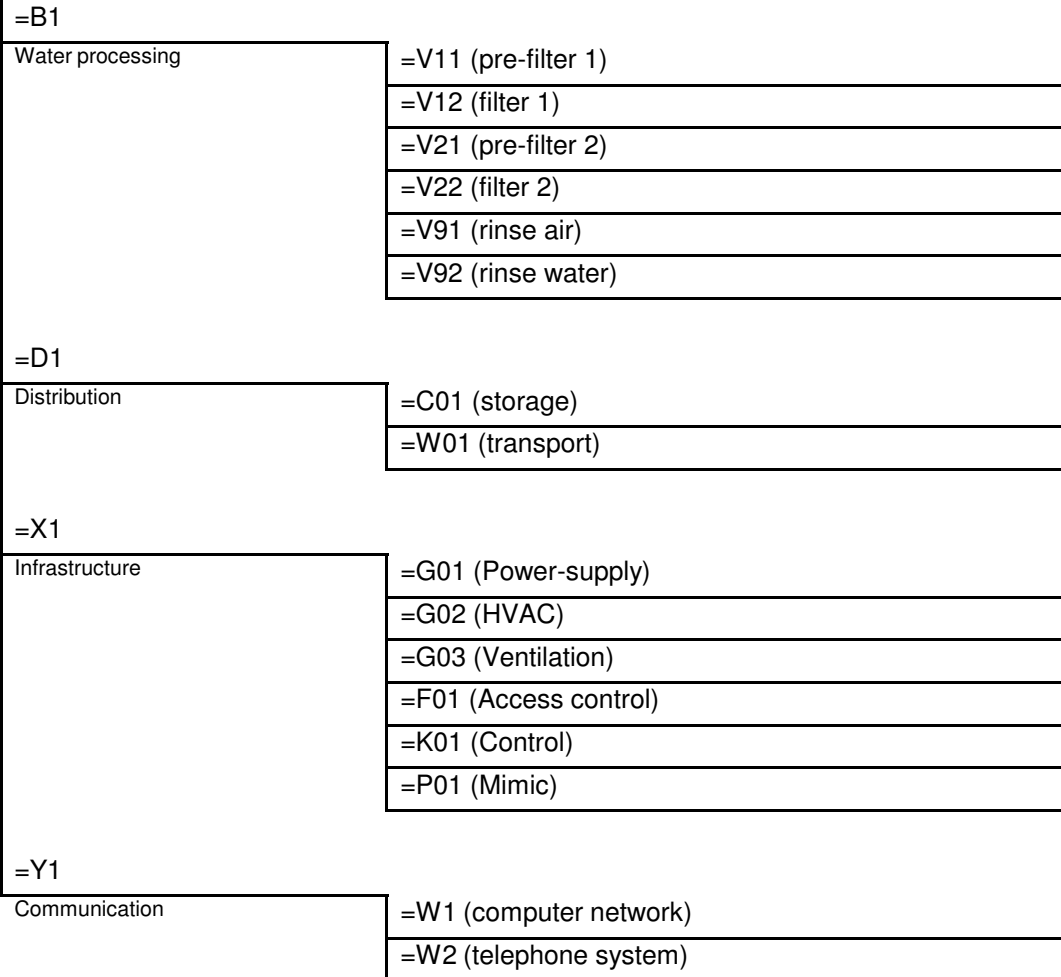 =B1
Water processing
=V11 (pre-filter 1)
=V12 (filter 1)
=V21 (pre-filter 2)
=V22 (filter 2)
=V91 (rinse air)
=V92 (rinse water)
=D1
Distribution
=C01 (storage)
=W01 (transport)
=X1
Infrastructure
=G01 (Power-supply)
=G02 (HVAC)
=G03 (Ventilation)
=F01 (Access control)
=K01 (Control)
=P01 (Mimic)
=Y1
Communication
=W1 (computer network)
=W2 (telephone system)